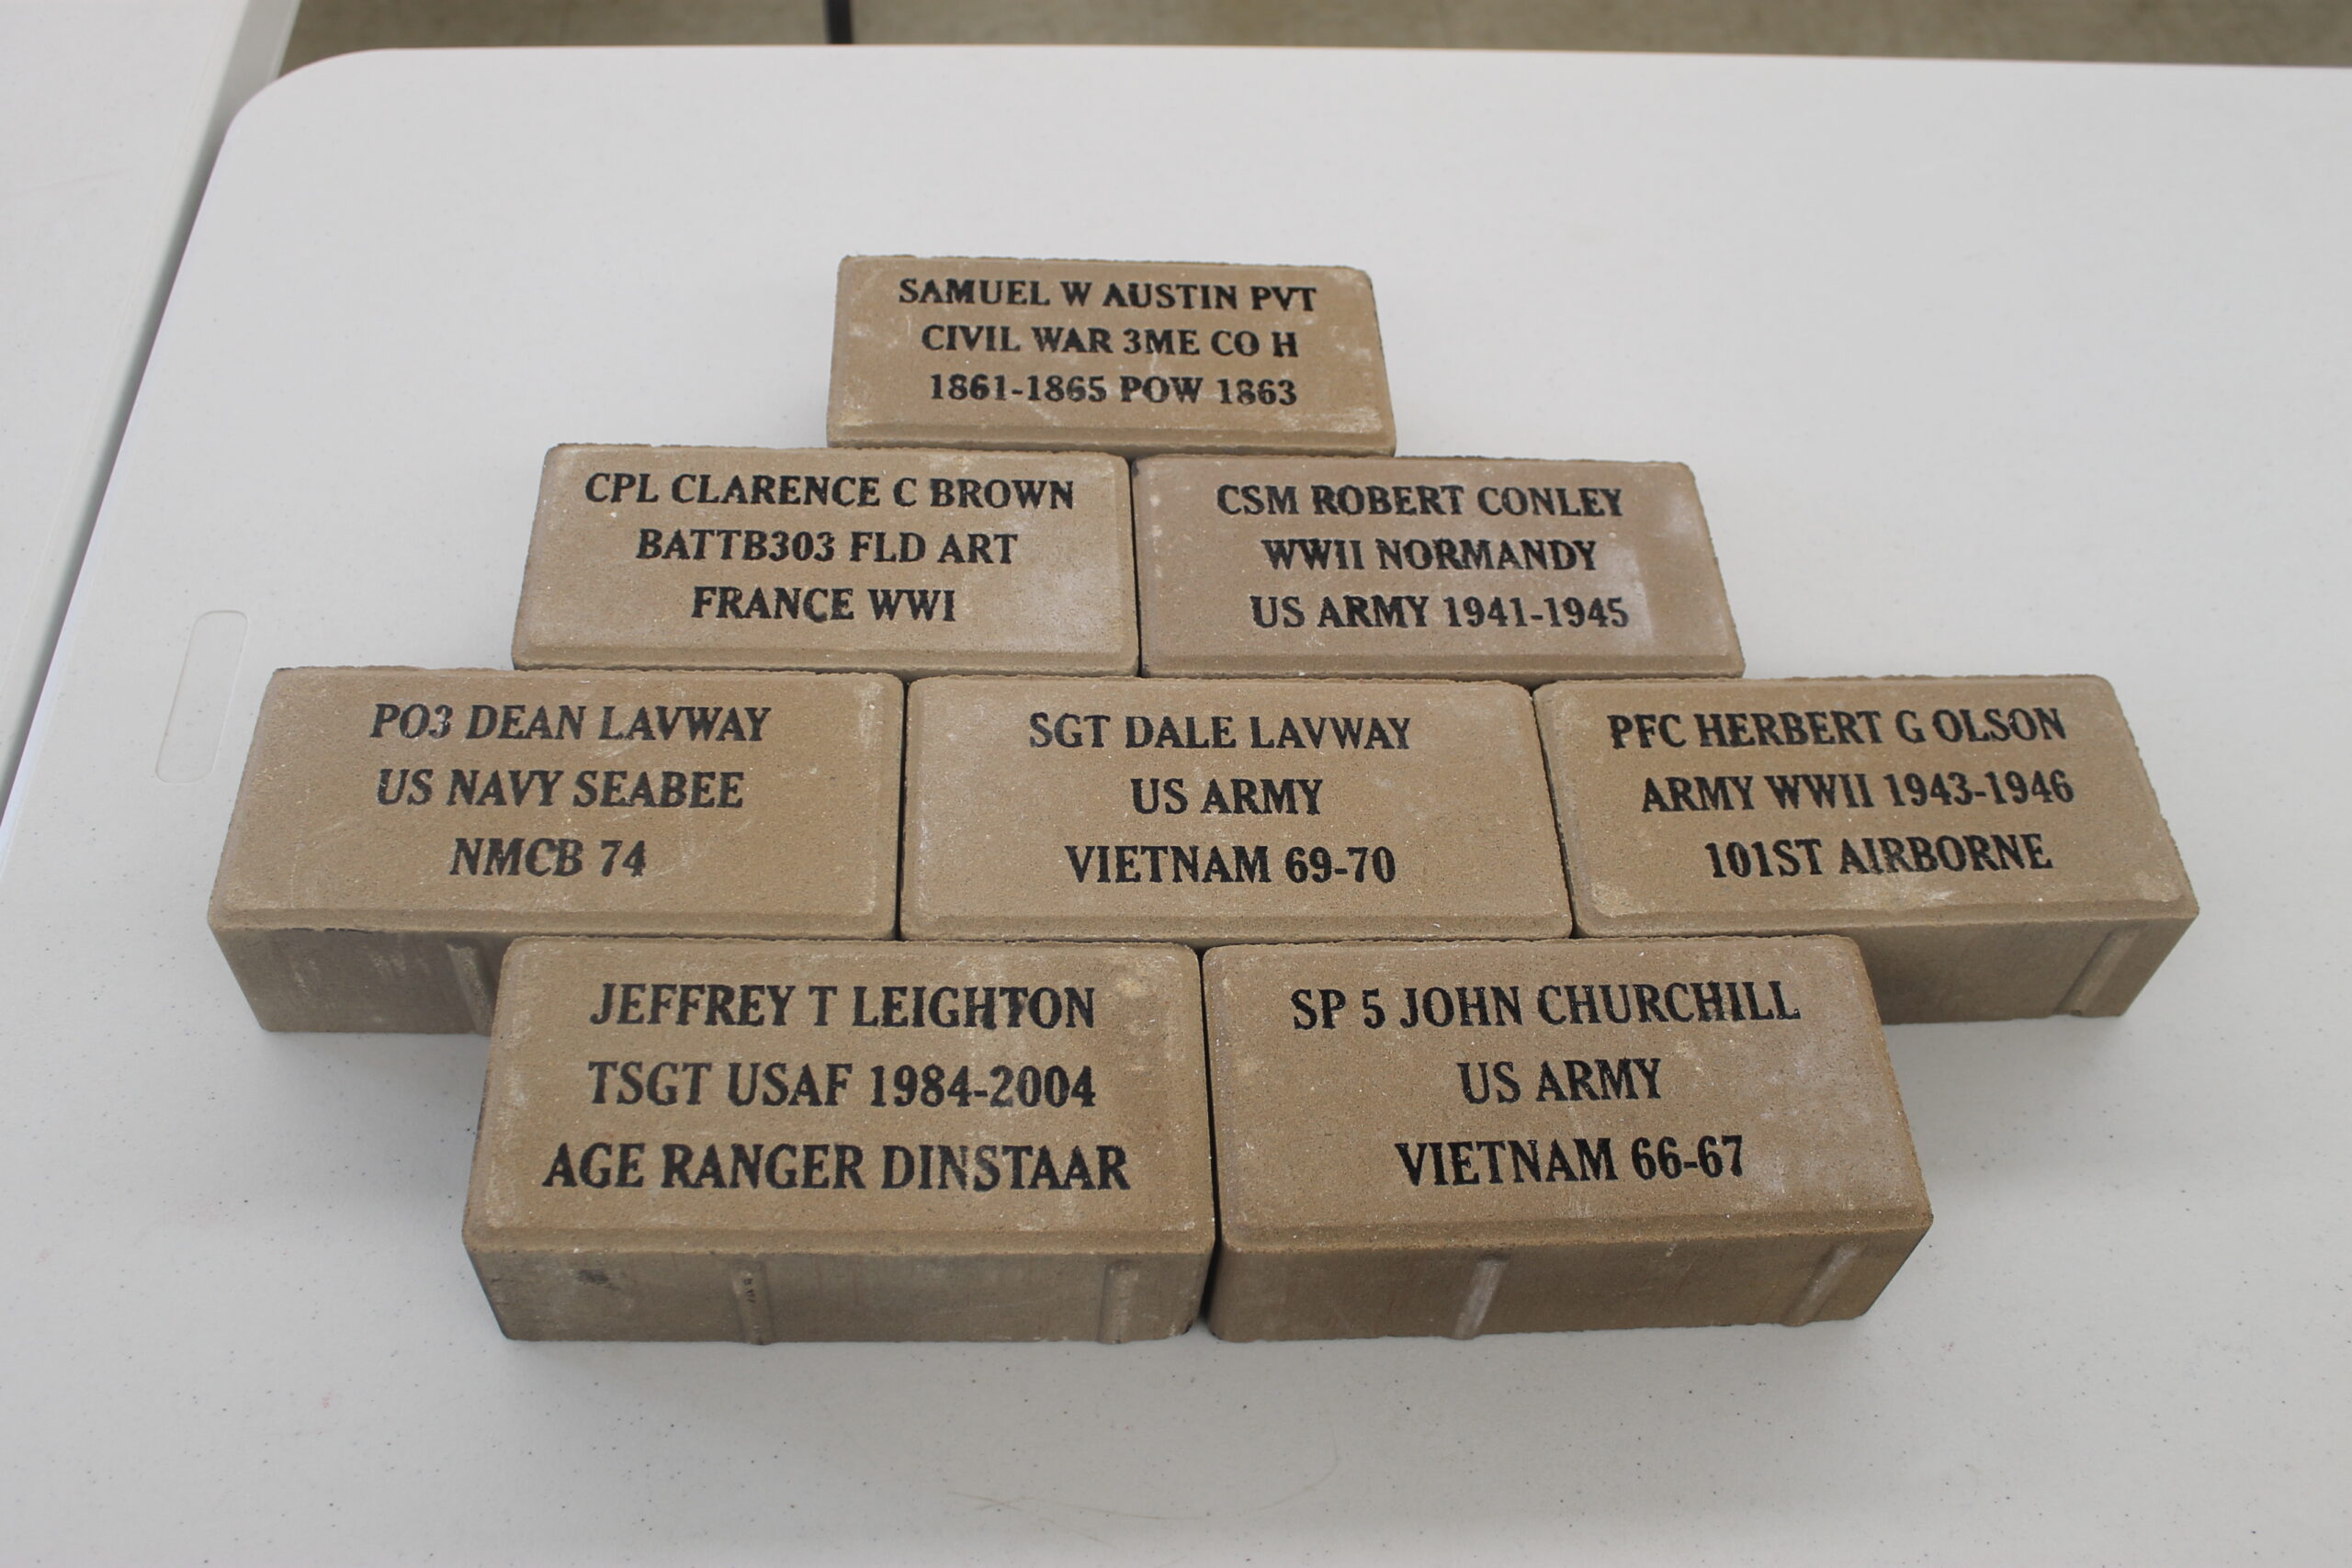 SAMUEL W AUSTIN PVT
CIVIL WAR 3ME CO H
1861-1865 POW 1863
CPL CLARENCE C BROWN
BATTB303 FLD ART
FRANCE WWI
CSM ROBERT CONLEY
WWII NORMANDY
US ARMY 1941-1945
PO3 DEAN LAVWAY
US NAVY SEABEE
NMCB 74
SGT DALE LAVWAY
US ARMY
VIETNAM 69-70
PFC HERBERT G OLSON
ARMY WWII 1943-1946
101ST AIRBORNE
JEFFREY T LEIGHTON
TSGT USAF 1984-2004
AGE RANGER DINSTAAR
SP 5 JOHN CHURCHILL
US ARMY
VIETNAM 66-67